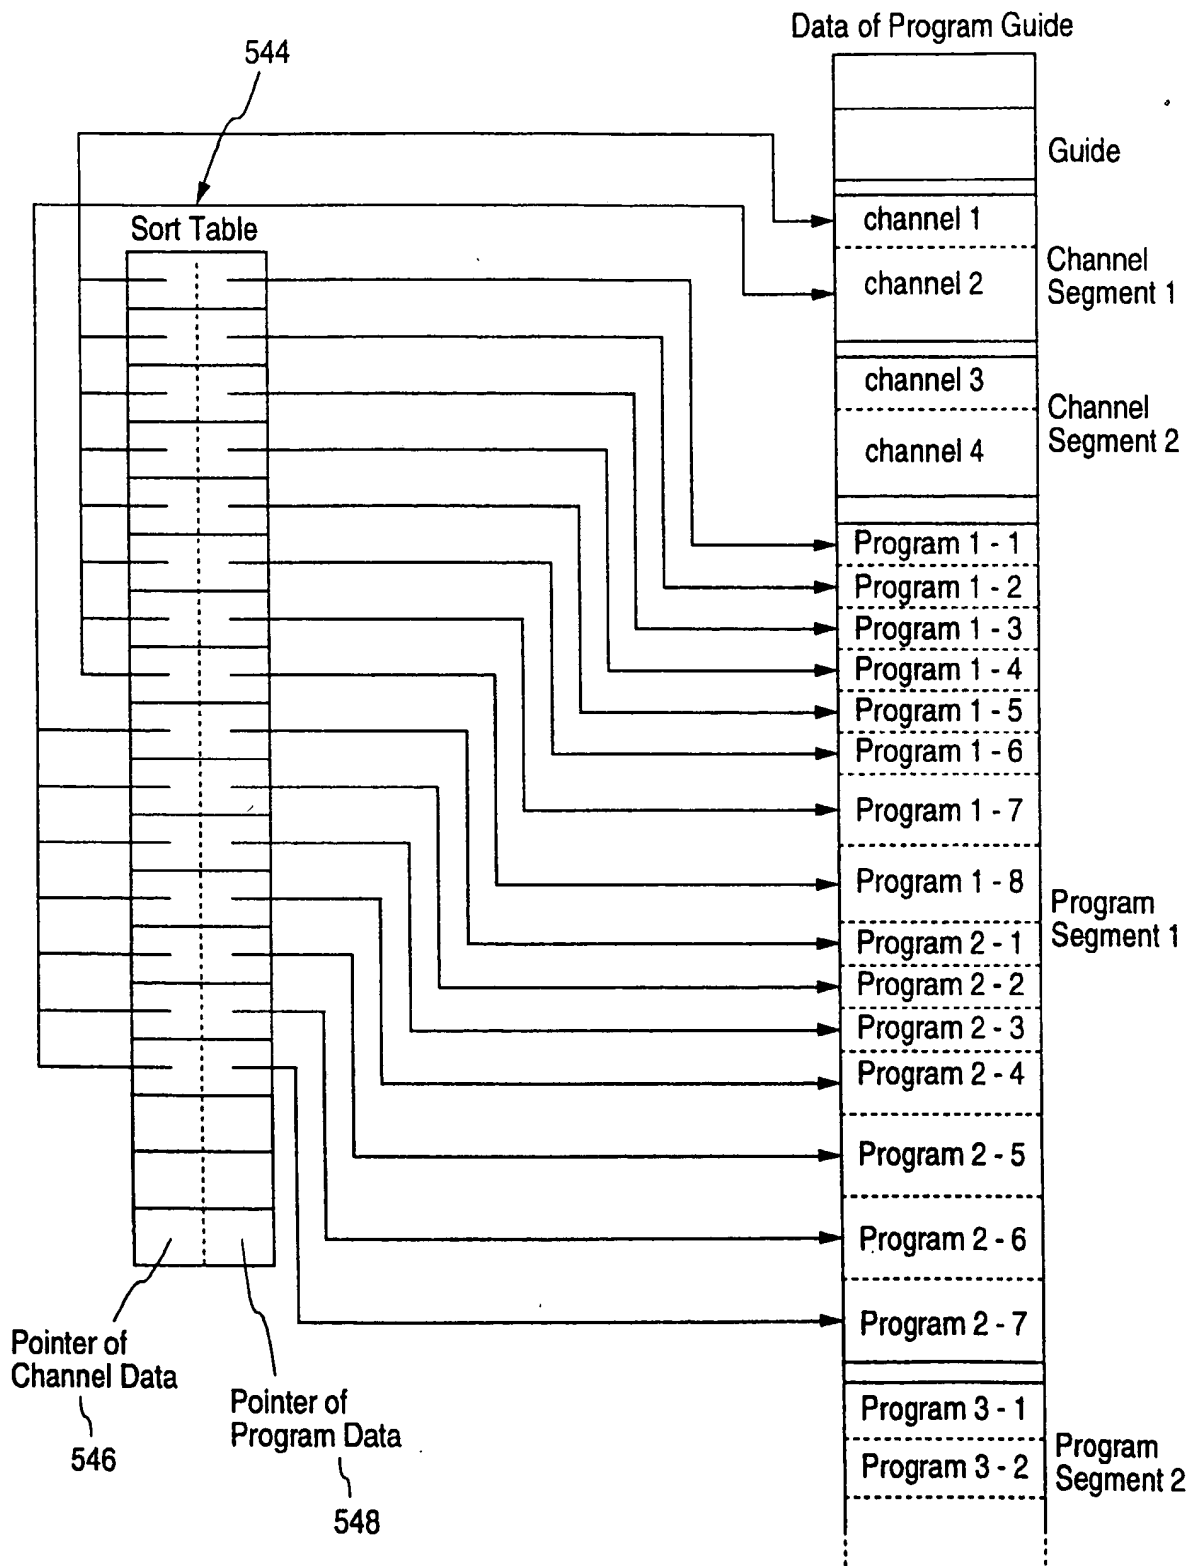 Data of Program Guide
544
Guide
Sort Table
channel 1
channel 2
Channel
Segment 1
channel 3
channel 4
Channel
Segment 2
Program 1 - 1
Program 1 - 2
Program 1 - 3
Program 1 - 4
Program 1 - 5
Program 1 - 6
Program 1 - 7
Program 1 - 8
Program 2 - 1
Program 2 - 2
Program 2 - 3
Program 2 - 4
Program 2 - 5
Program 2 - 6
Program 2 - 7
Program
Segment 1
Program 3 - 1
Program 3 - 2
Program
Segment 2
Pointer of
Channel Data
546
Pointer of
Program Data
548